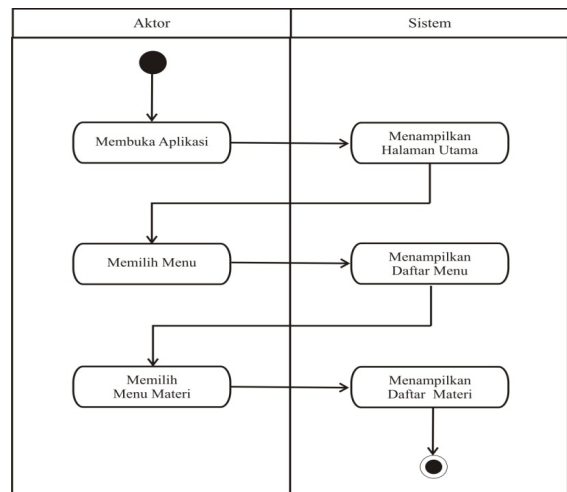 Aktor
Sistem
Membuka Aplikasi
Menampilkan
Halaman Utama
Memilih Menu
Menampilkan
Daftar Menu
Memilih
Menu Materi
Menampilkan
Daftar Materi